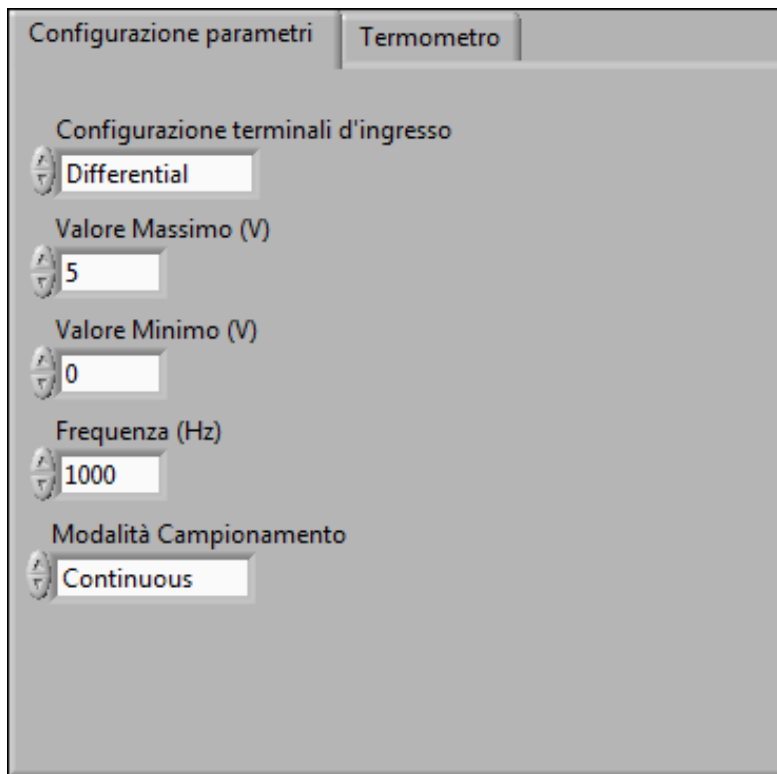 Configurazione parametri
Termometro
Configurazione terminali d'ingresso
Differential
Valore Massimo (V)
5
Valore Minimo (V)
0
Frequenza (Hz)
1000
Modalità Campionamento
Continuous